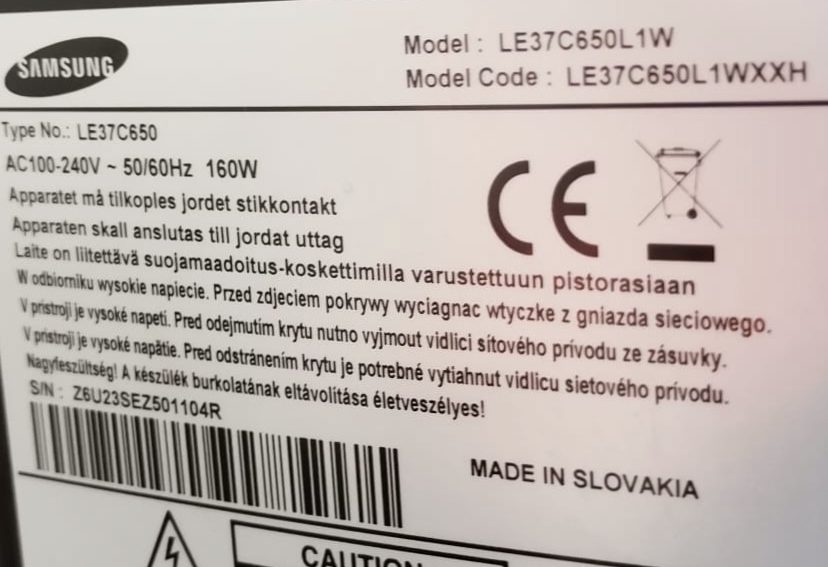 SAMSUNG
Model : LE37C650L1W
Model Code : LE37C650L1WXXH
Type No.: LE37C650
AC100-240V ~ 50/60Hz 160W
Apparatet må tilkoples jordet stikkontakt
Apparaten skall anslutas till jordat uttag
Laite on liitettävä suojamaadoitus-koskettimilla varustettuun pistorasiaan
W odbiorniku wysokie napiecie. Przed zdjeciem pokrywy wyciagnac wtyczke z gniazda sieciowego.
V pristroji je vysoké napeti. Pred odejmutím krytu nutno vyjmout vidlici sítového prívodu ze zásuvky.
V pristroji je vysoké napätie. Pred odstránením krytu je potrebné vytiahnut vidlicu sietového prívodu.
Nagyfeszültség! A készülék burkolatának eltávolítása életveszélyes!
S/N : Z6U23SEZ501104R
CE
MADE IN SLOVAKIA
CAUTION